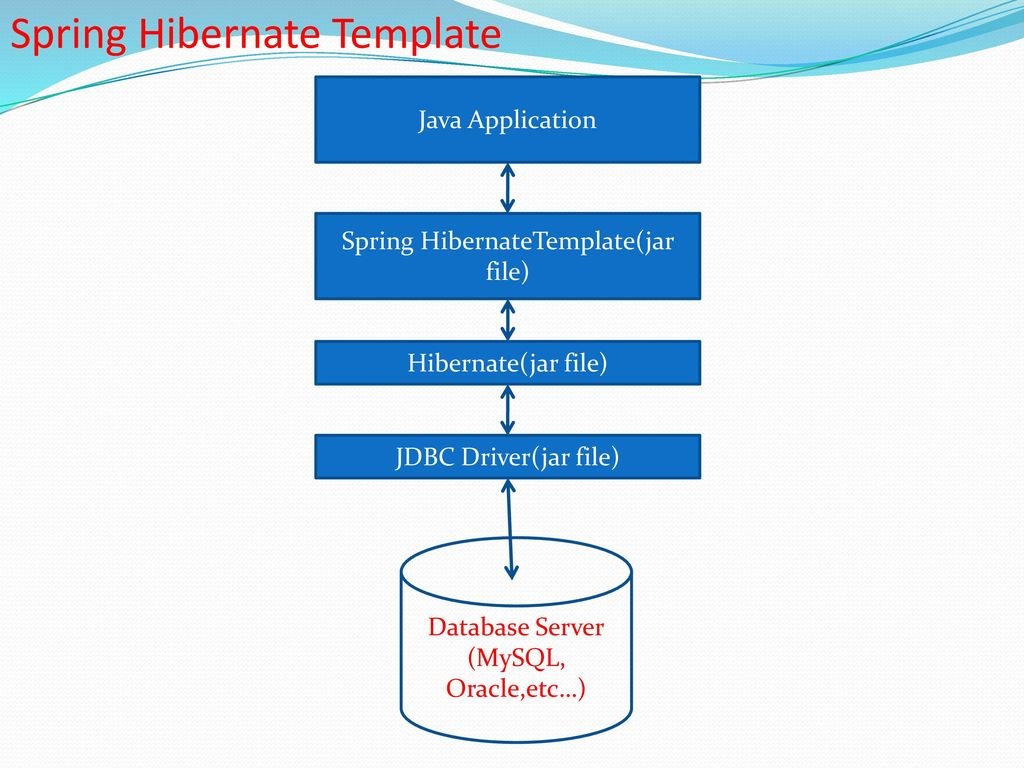 Spring Hibernate Template
Java Application
Spring HibernateTemplate(jar
file)
Hibernate(jar file)
JDBC Driver(jar file)
Database Server
(MySQL,
Oracle,etc...)